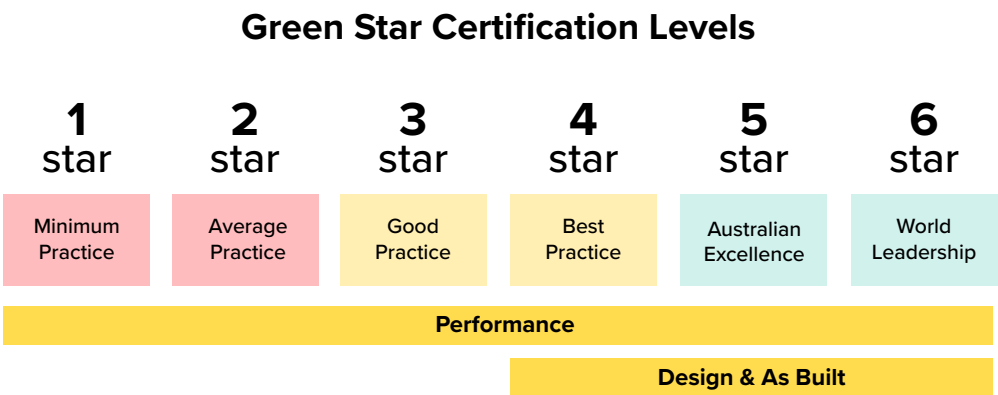 Green Star Certification Levels
1 star
2 star
3 star
4 star
5 star
6 star
Minimum Practice
Average Practice
Good Practice
Best Practice
Australian Excellence
World Leadership
Performance
Design & As Built